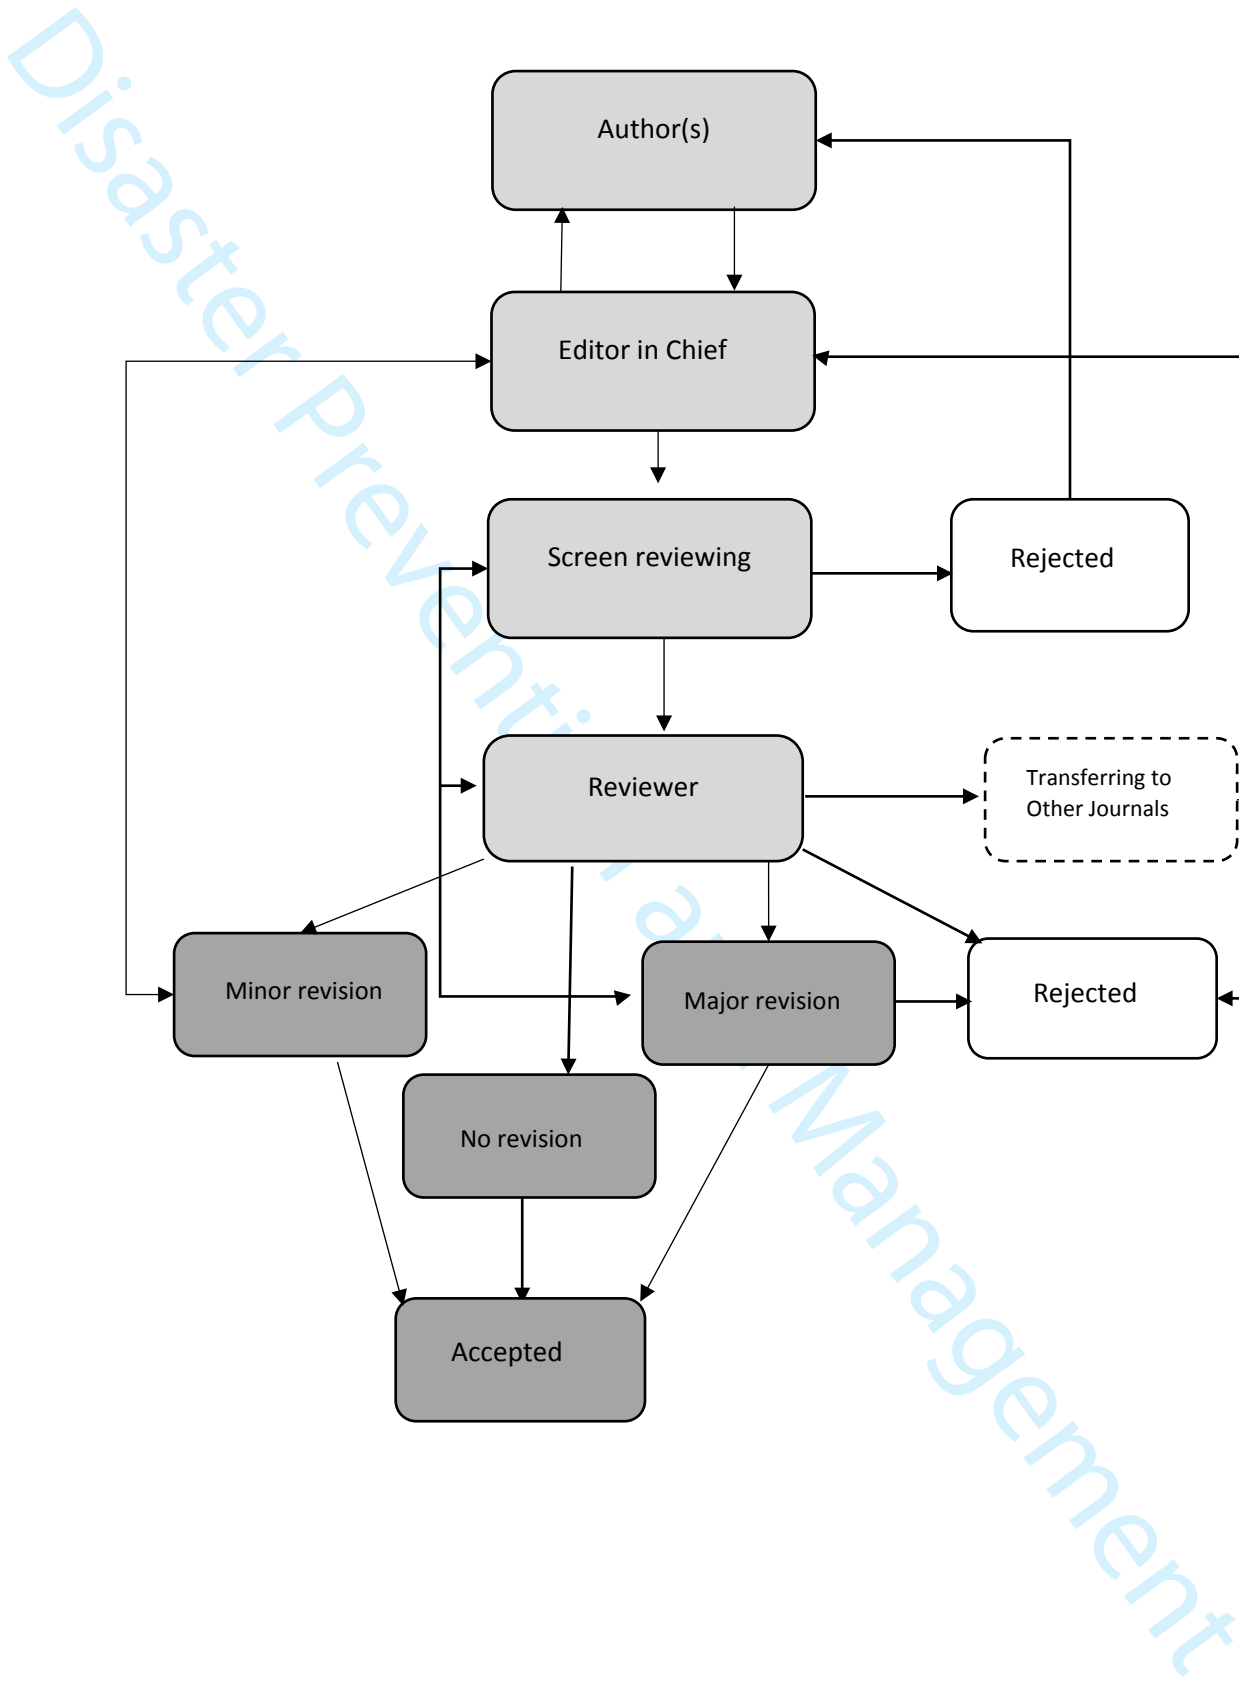 Author(s)
Editor in Chief
Screen reviewing
Rejected
Reviewer
Transferring to
Other Journals
Minor revision
Major revision
Rejected
No revision
Accepted
Disaster Prevention and Management